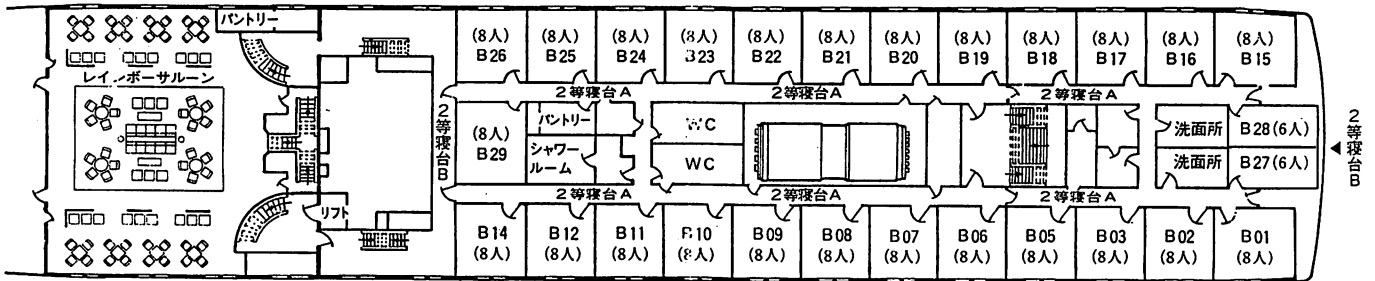 パントリー
レインボーサルーン
リフト
2等寝台B
(8人) (8人) (8人) (8人) (8人) (8人) (8人) (8人) (8人) (8人) (8人) (8人)
B26 B25 B24 B23 B22 B21 B20 B19 B18 B17 B16 B15
2等寝台A 2等寝台A 2等寝台A
(8人)
B29
パントリー
シャワー
ルーム
WC
WC
洗面所 B28(6人)
洗面所 B27(6人)
2等寝台A 2等寝台A 2等寝台A
B14 B12 B11 B10 B09 B08 B07 B06 B05 B03 B02 B01
(8人) (8人) (8人) (8人) (8人) (8人) (8人) (8人) (8人) (8人) (8人) (8人)
◀2等寝台B